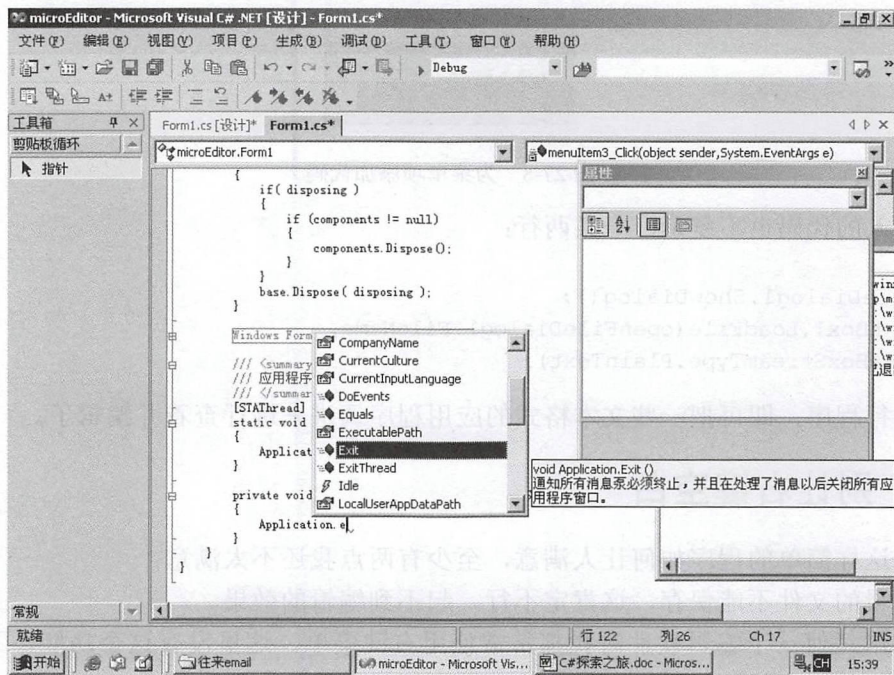 microEditor - Microsoft Visual C# .NET [设计] - Form1.cs*
文件(F) 编辑(E) 视图(V) 项目(P) 生成(B) 调试(D) 工具(T) 窗口(W) 帮助(H)
Debug
工具箱
Form1.cs [设计]* Form1.cs*
剪贴板循环
microEditor.Form1
menuItem3_Click(object sender,System.EventArgs e)
指针
属性
{
if( disposing )
{
if (components != null)
{
components.Dispose();
}
}
base.Dispose( disposing );
}
Windows Form
/// <summary
/// 应用程序
/// </summar
[STAThread]
static void
{
Applicat
}
private void
{
Application.e
}
}
}
CompanyName
CurrentCulture
CurrentInputLanguage
DoEvents
Equals
ExecutablePath
Exit
ExitThread
Idle
LocalUserAppDataPath
void Application.Exit ()
通知所有消息泵必须终止,并且在处理了消息以后关闭所有应
用程序窗口。
常规
就绪
行 122 列 26 Ch 17 INS
开始 往来email microEditor - Microsoft Vis... C#探索之旅.doc - Micros... CH 15:39